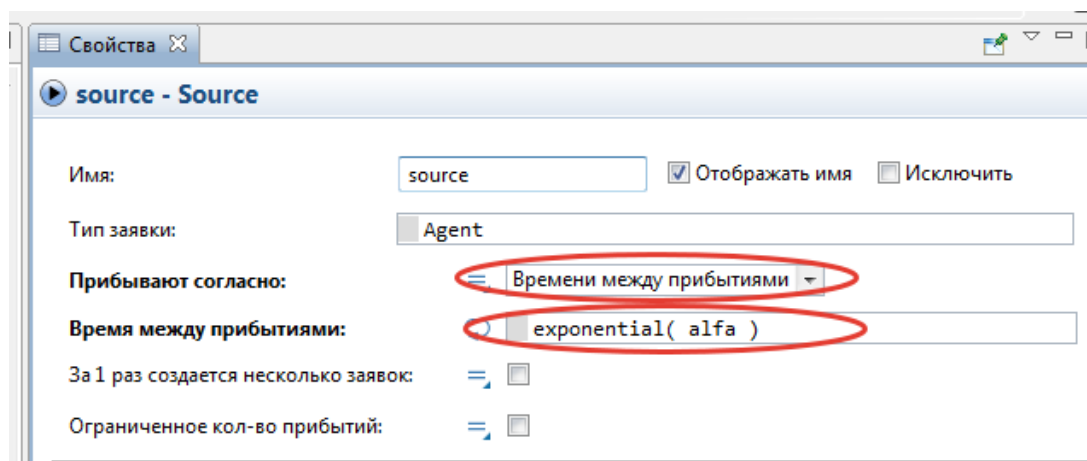 Свойства
source - Source
Имя: source Отображать имя Исключить
Тип заявки: Agent
Прибывают согласно: Времени между прибытиями
Время между прибытиями: exponential( alfa )
За 1 раз создается несколько заявок:
Ограниченное кол-во прибытий: